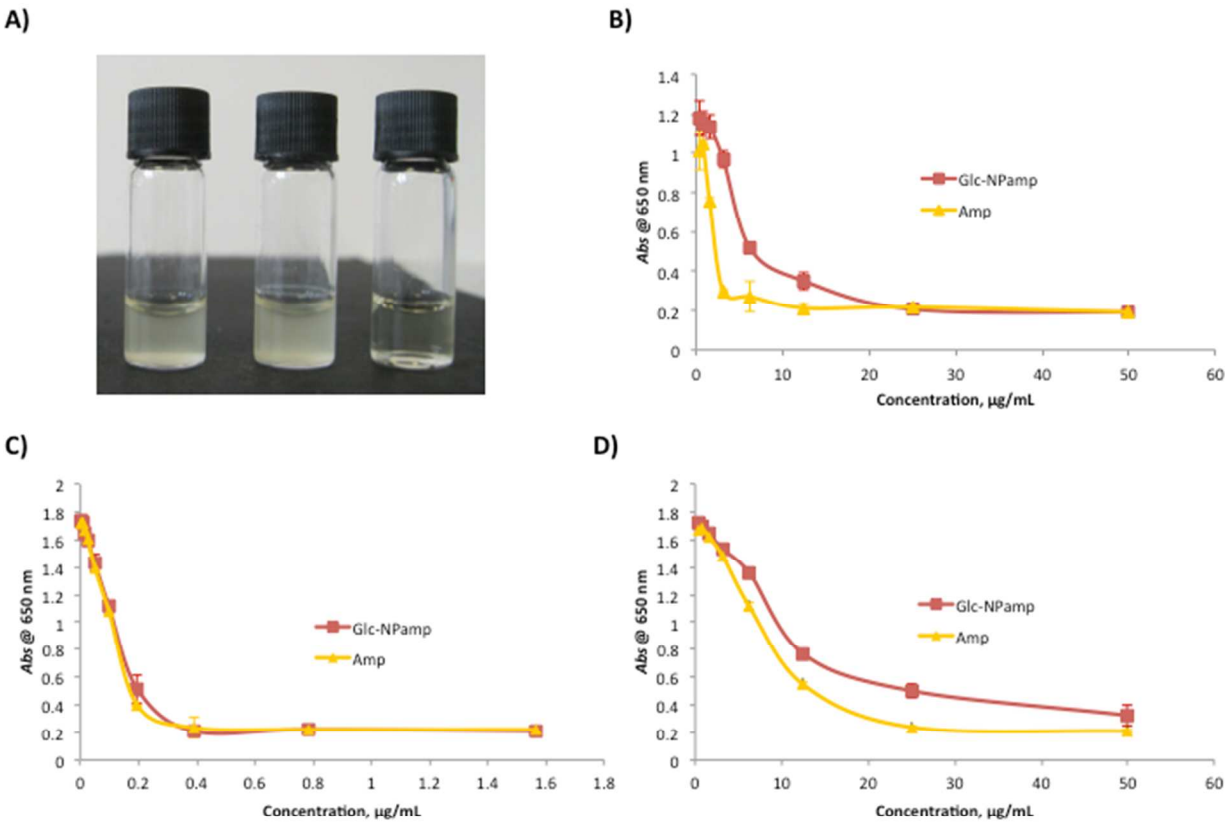 A)
B)
1.4
1.2
1
0.8
0.6
0.4
0.2
0
Abs @ 650 nm
Glc-NPamp
Amp
0 10 20 30 40 50 60
Concentration, µg/mL
C)
2
1.8
1.6
1.4
1.2
1
0.8
0.6
0.4
0.2
0
Abs @ 650 nm
Glc-NPamp
Amp
0 0.2 0.4 0.6 0.8 1 1.2 1.4 1.6 1.8
Concentration, µg/mL
D)
2
1.8
1.6
1.4
1.2
1
0.8
0.6
0.4
0.2
0
Abs @ 650 nm
Glc-NPamp
Amp
0 10 20 30 40 50 60
Concentration, µg/mL